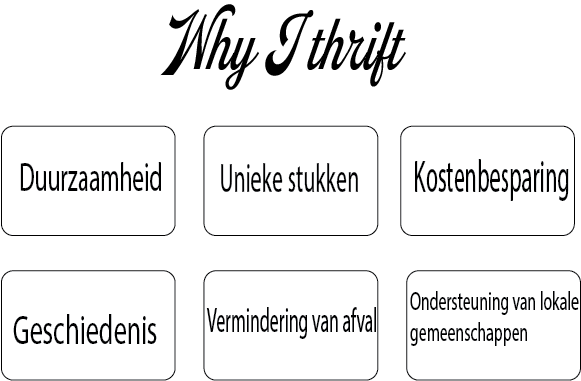 Why I thrift
Duurzaamheid
Unieke stukken
Kostenbesparing
Geschiedenis
Vermindering van afval
Ondersteuning van lokale
gemeenschappen